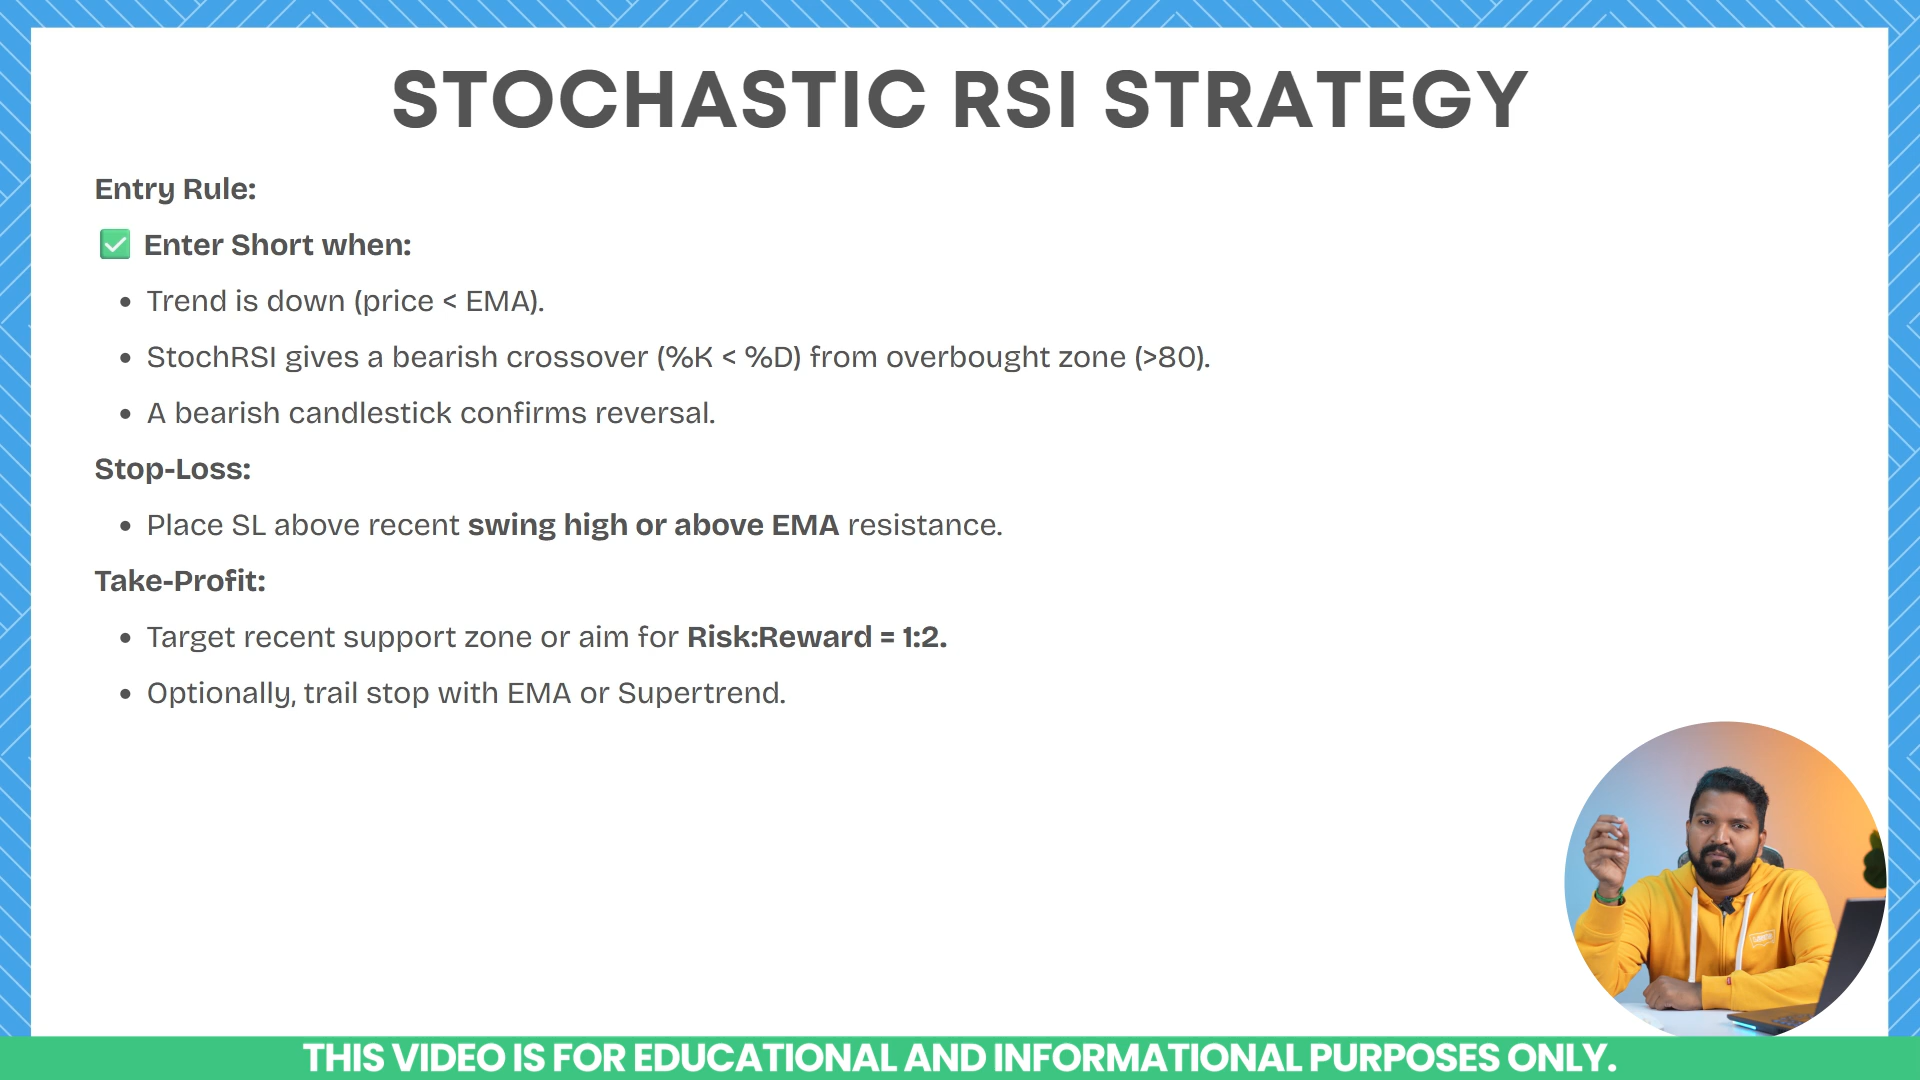 STOCHASTIC RSI STRATEGY
Entry Rule:
✅ Enter Short when:
• Trend is down (price < EMA).
• StochRSI gives a bearish crossover (%K < %D) from overbought zone (>80).
• A bearish candlestick confirms reversal.
Stop-Loss:
• Place SL above recent swing high or above EMA resistance.
Take-Profit:
• Target recent support zone or aim for Risk:Reward = 1:2.
• Optionally, trail stop with EMA or Supertrend.
THIS VIDEO IS FOR EDUCATIONAL AND INFORMATIONAL PURPOSES ONLY.